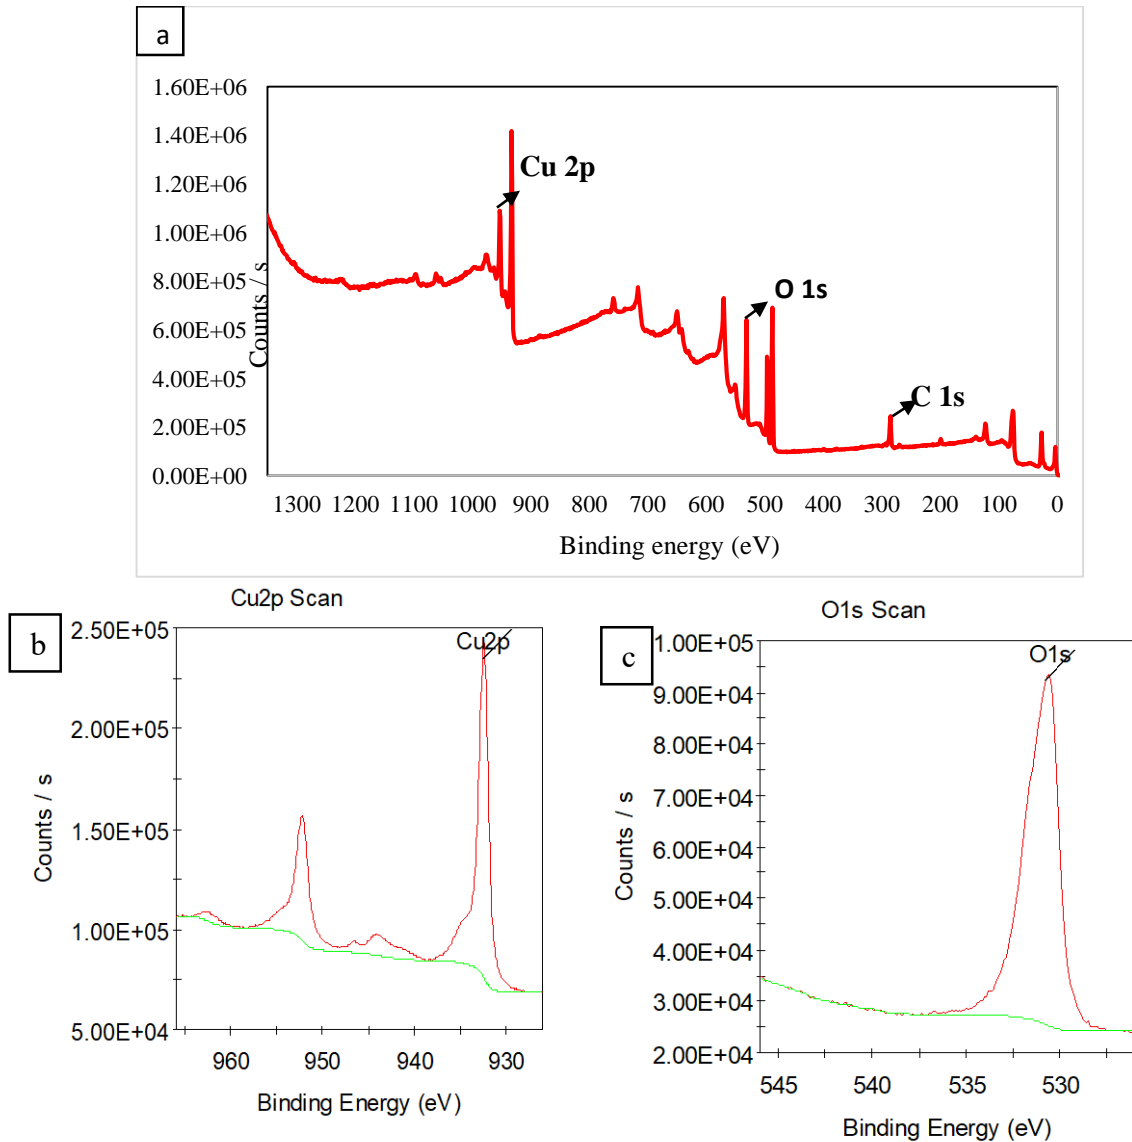 a
1.60E+06
1.40E+06
1.20E+06
1.00E+06
8.00E+05
6.00E+05
4.00E+05
2.00E+05
0.00E+00
Counts / s
Cu 2p
O 1s
C 1s
1300 1200 1100 1000 900 800 700 600 500 400 300 200 100 0
Binding energy (eV)
b
Cu2p Scan
Cu2p
2.50E+05
2.00E+05
1.50E+05
1.00E+05
5.00E+04
Counts / s
960 950 940 930
Binding Energy (eV)
c
O1s Scan
O1s
1.00E+05
9.00E+04
8.00E+04
7.00E+04
6.00E+04
5.00E+04
4.00E+04
3.00E+04
2.00E+04
Counts / s
545 540 535 530
Binding Energy (eV)